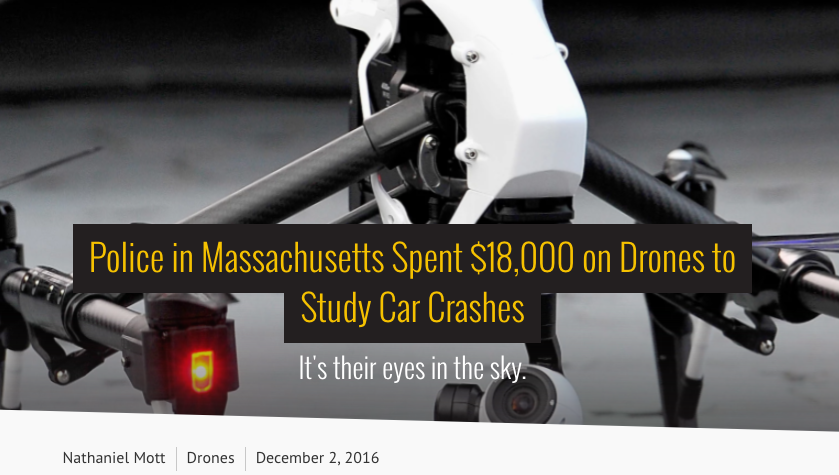 Police in Massachusetts Spent $18,000 on Drones to
Study Car Crashes
It's their eyes in the sky.
Nathaniel Mott | Drones | December 2, 2016